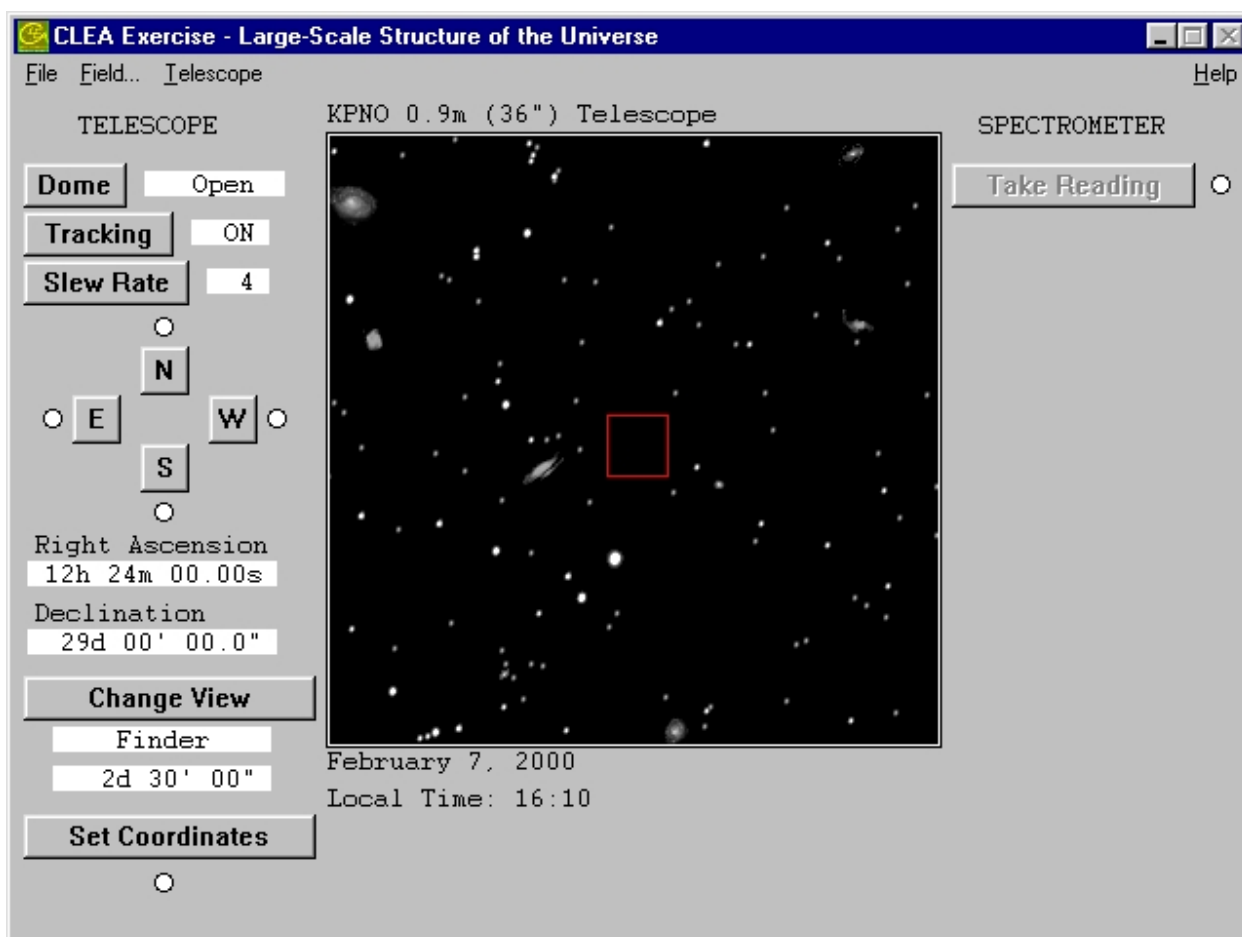 CLEA Exercise - Large-Scale Structure of the Universe
File Field... Telescope Help
TELESCOPE
Dome Open
Tracking ON
Slew Rate 4
N
E W
S
Right Ascension
12h 24m 00.00s
Declination
29d 00' 00.0"
Change View
Finder
2d 30' 00"
Set Coordinates
KPNO 0.9m (36") Telescope
February 7, 2000
Local Time: 16:10
SPECTROMETER
Take Reading